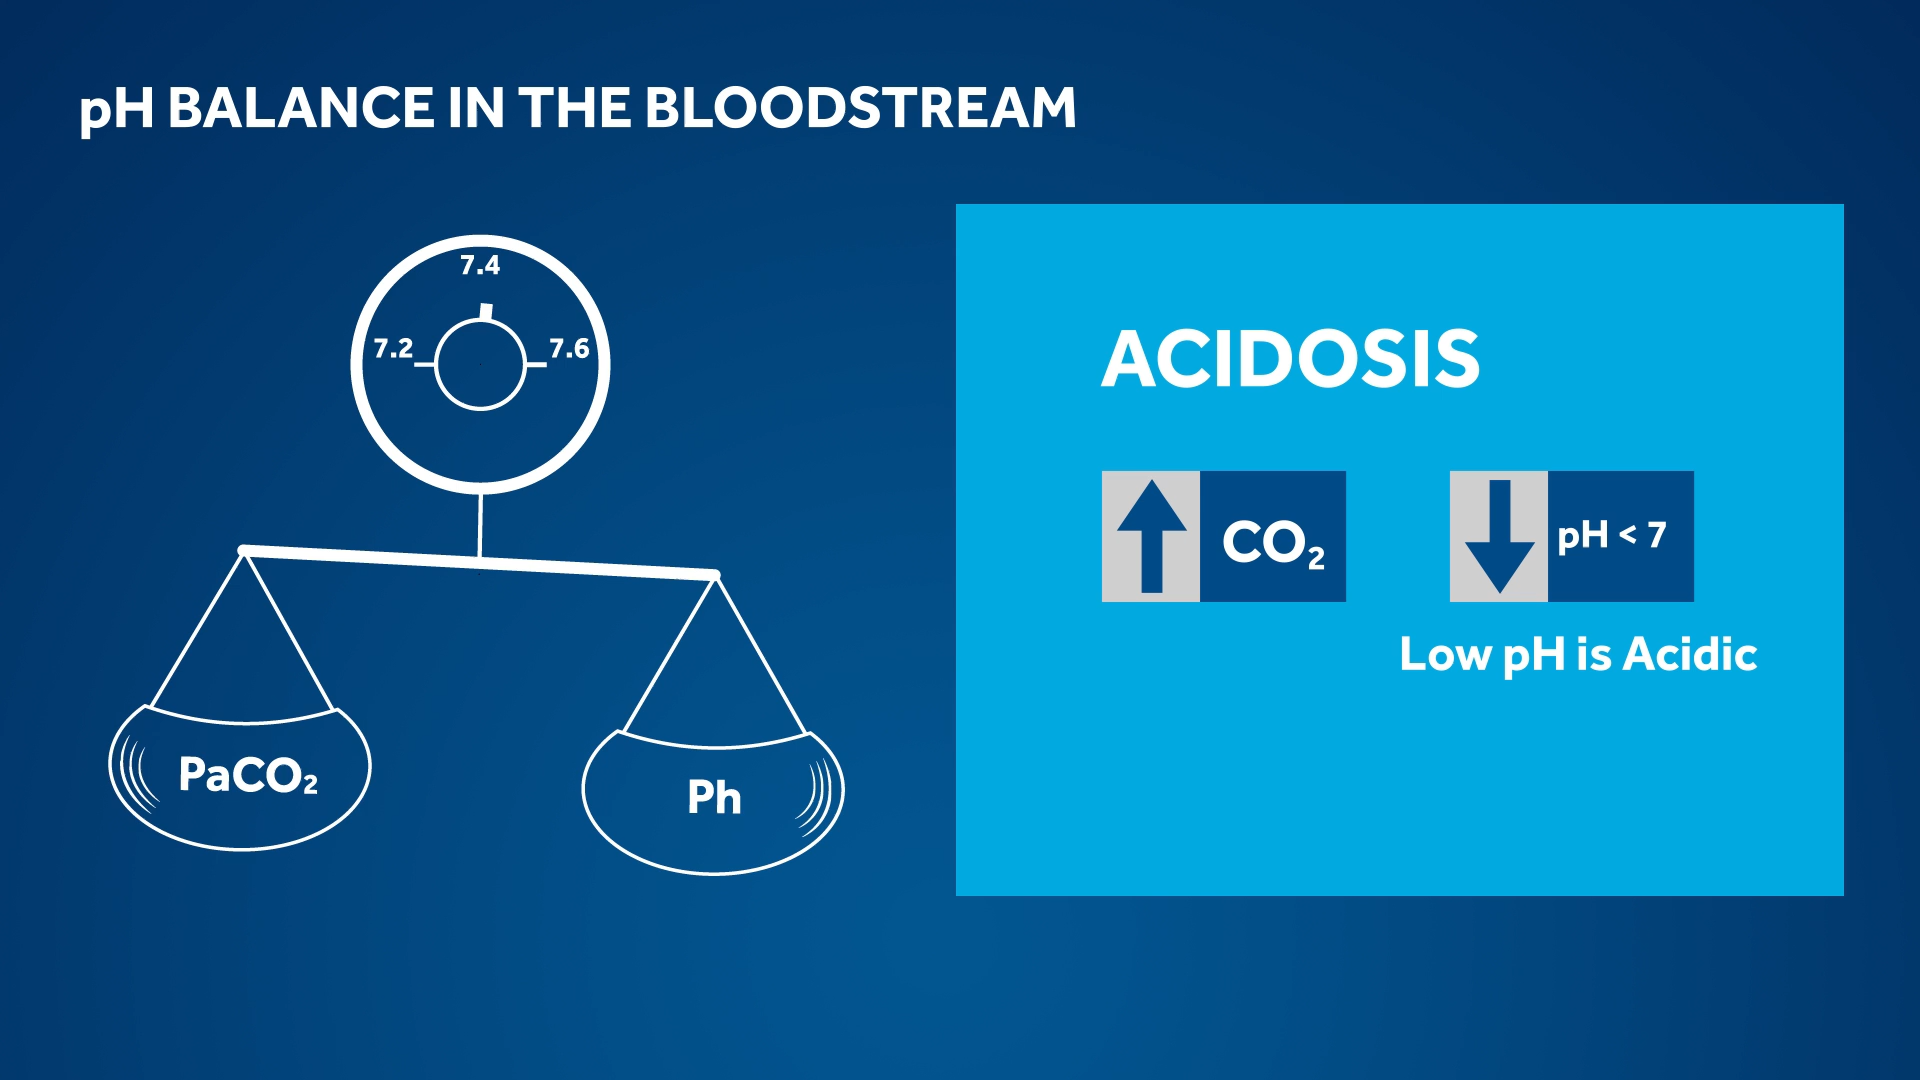 pH BALANCE IN THE BLOODSTREAM
7.4
7.2
7.6
PaCO₂
Ph
ACIDOSIS
CO₂
pH < 7
Low pH is Acidic